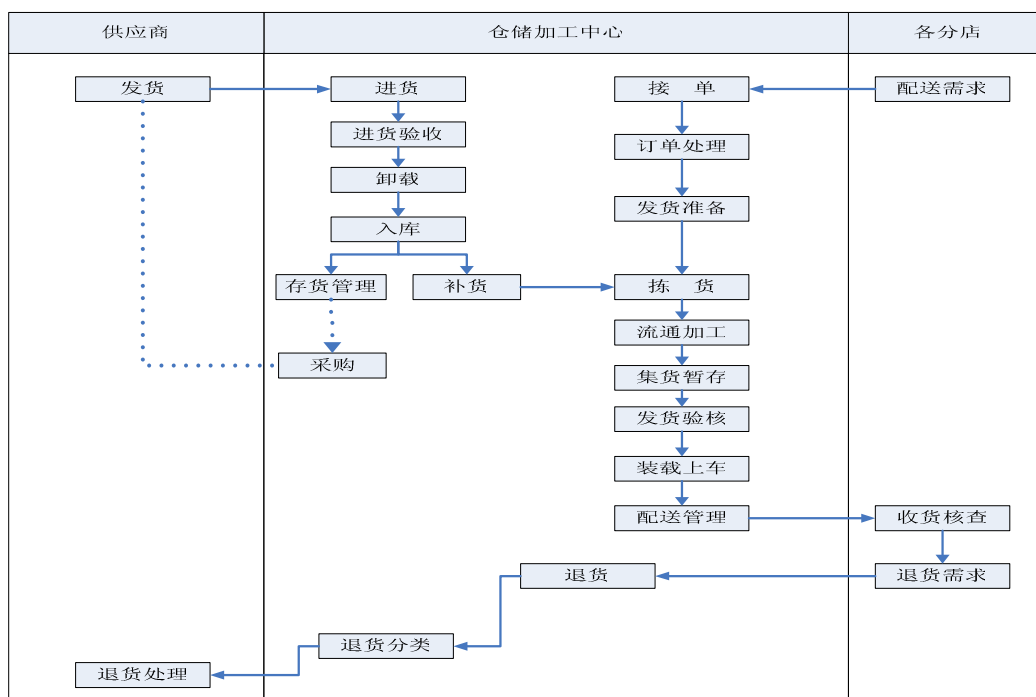 供应商
仓储加工中心
各分店
发货
进货
接 单
配送需求
进货验收
订单处理
卸载
发货准备
入库
存货管理
补货
拣 货
流通加工
采购
集货暂存
发货验核
装载上车
配送管理
收货核查
退货
退货需求
退货分类
退货处理